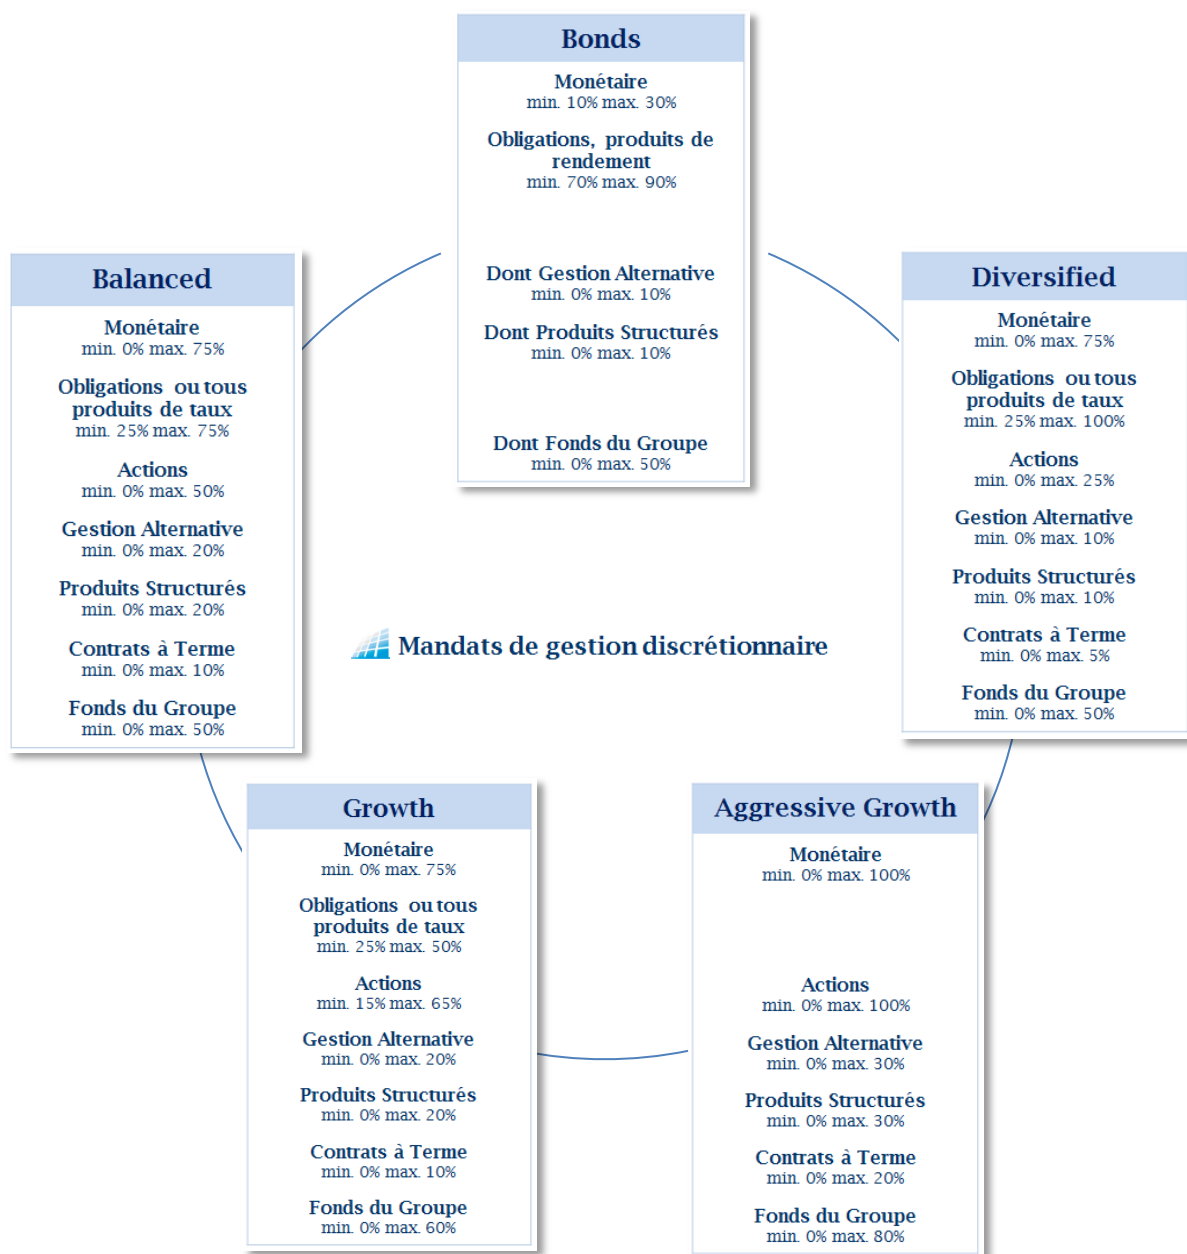 Bonds
Monétaire
min. 10% max. 30%
Obligations, produits de
rendement
min. 70% max. 90%
Dont Gestion Alternative
min. 0% max. 10%
Dont Produits Structurés
min. 0% max. 10%
Dont Fonds du Groupe
min. 0% max. 50%
Balanced
Monétaire
min. 0% max. 75%
Obligations ou tous
produits de taux
min. 25% max. 75%
Actions
min. 0% max. 50%
Gestion Alternative
min. 0% max. 20%
Produits Structurés
min. 0% max. 20%
Contrats à Terme
min. 0% max. 10%
Fonds du Groupe
min. 0% max. 50%
Diversified
Monétaire
min. 0% max. 75%
Obligations ou tous
produits de taux
min. 25% max. 100%
Actions
min. 0% max. 25%
Gestion Alternative
min. 0% max. 10%
Produits Structurés
min. 0% max. 10%
Contrats à Terme
min. 0% max. 5%
Fonds du Groupe
min. 0% max. 50%
Mandats de gestion discrétionnaire
Growth
Monétaire
min. 0% max. 75%
Obligations ou tous
produits de taux
min. 25% max. 50%
Actions
min. 15% max. 65%
Gestion Alternative
min. 0% max. 20%
Produits Structurés
min. 0% max. 20%
Contrats à Terme
min. 0% max. 10%
Fonds du Groupe
min. 0% max. 60%
Aggressive Growth
Monétaire
min. 0% max. 100%
Actions
min. 0% max. 100%
Gestion Alternative
min. 0% max. 30%
Produits Structurés
min. 0% max. 30%
Contrats à Terme
min. 0% max. 20%
Fonds du Groupe
min. 0% max. 80%